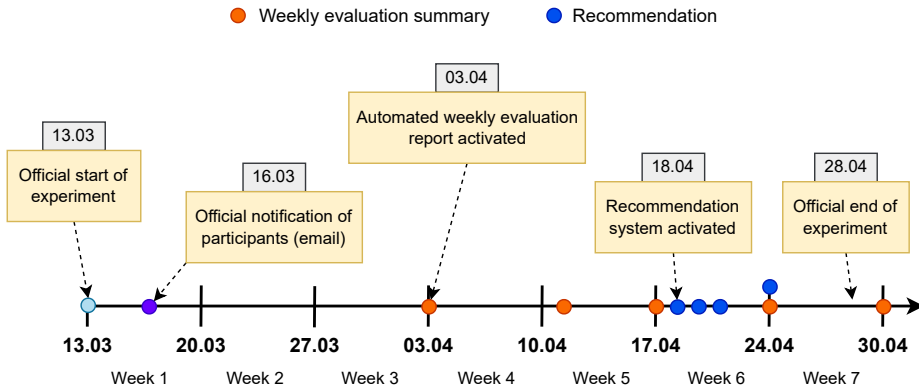 Weekly evaluation summary
Recommendation
03.04
Automated weekly evaluation
report activated
13.03
Official start of
experiment
16.03
Official notification of
participants (email)
18.04
Recommendation
system activated
28.04
Official end of
experiment
13.03 20.03 27.03 03.04 10.04 17.04 24.04 30.04
Week 1 Week 2 Week 3 Week 4 Week 5 Week 6 Week 7